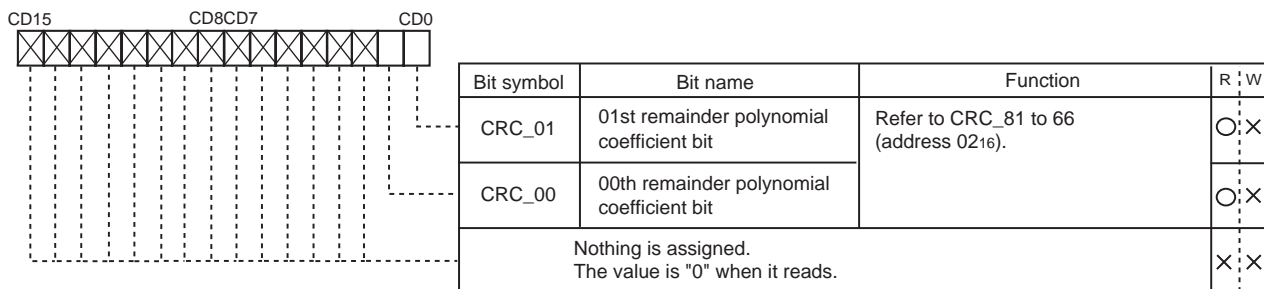 CD15 CD8CD7 CD0
Bit symbol Bit name Function R W
CRC_01 01st remainder polynomial coefficient bit Refer to CRC_81 to 66 (address 0216). O X
CRC_00 00th remainder polynomial coefficient bit O X
Nothing is assigned.
The value is "0" when it reads. X X